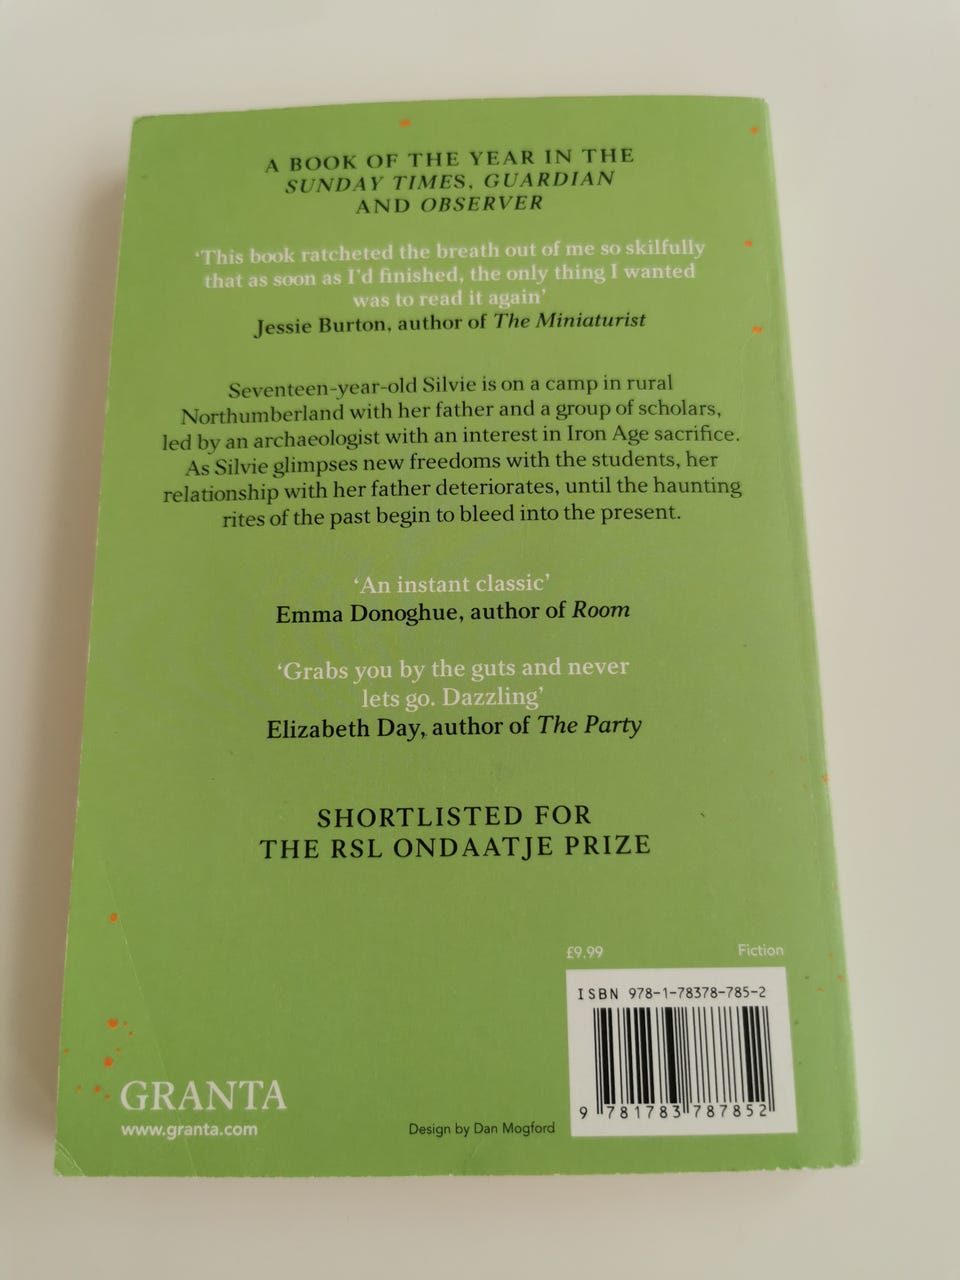 A BOOK OF THE YEAR IN THE
SUNDAY TIMES, GUARDIAN
AND OBSERVER
‘This book ratcheted the breath out of me so skilfully
that as soon as I’d finished, the only thing I wanted
was to read it again’
Jessie Burton, author of The Miniaturist
Seventeen-year-old Silvie is on a camp in rural
Northumberland with her father and a group of scholars,
led by an archaeologist with an interest in Iron Age sacrifice.
As Silvie glimpses new freedoms with the students, her
relationship with her father deteriorates, until the haunting
rites of the past begin to bleed into the present.
‘An instant classic’
Emma Donoghue, author of Room
‘Grabs you by the guts and never
lets go. Dazzling’
Elizabeth Day, author of The Party
SHORTLISTED FOR
THE RSL ONDAATJE PRIZE
£9.99 Fiction
ISBN 978-1-78378-785-2
9 781783 787852
GRANTA
www.granta.com
Design by Dan Mogford